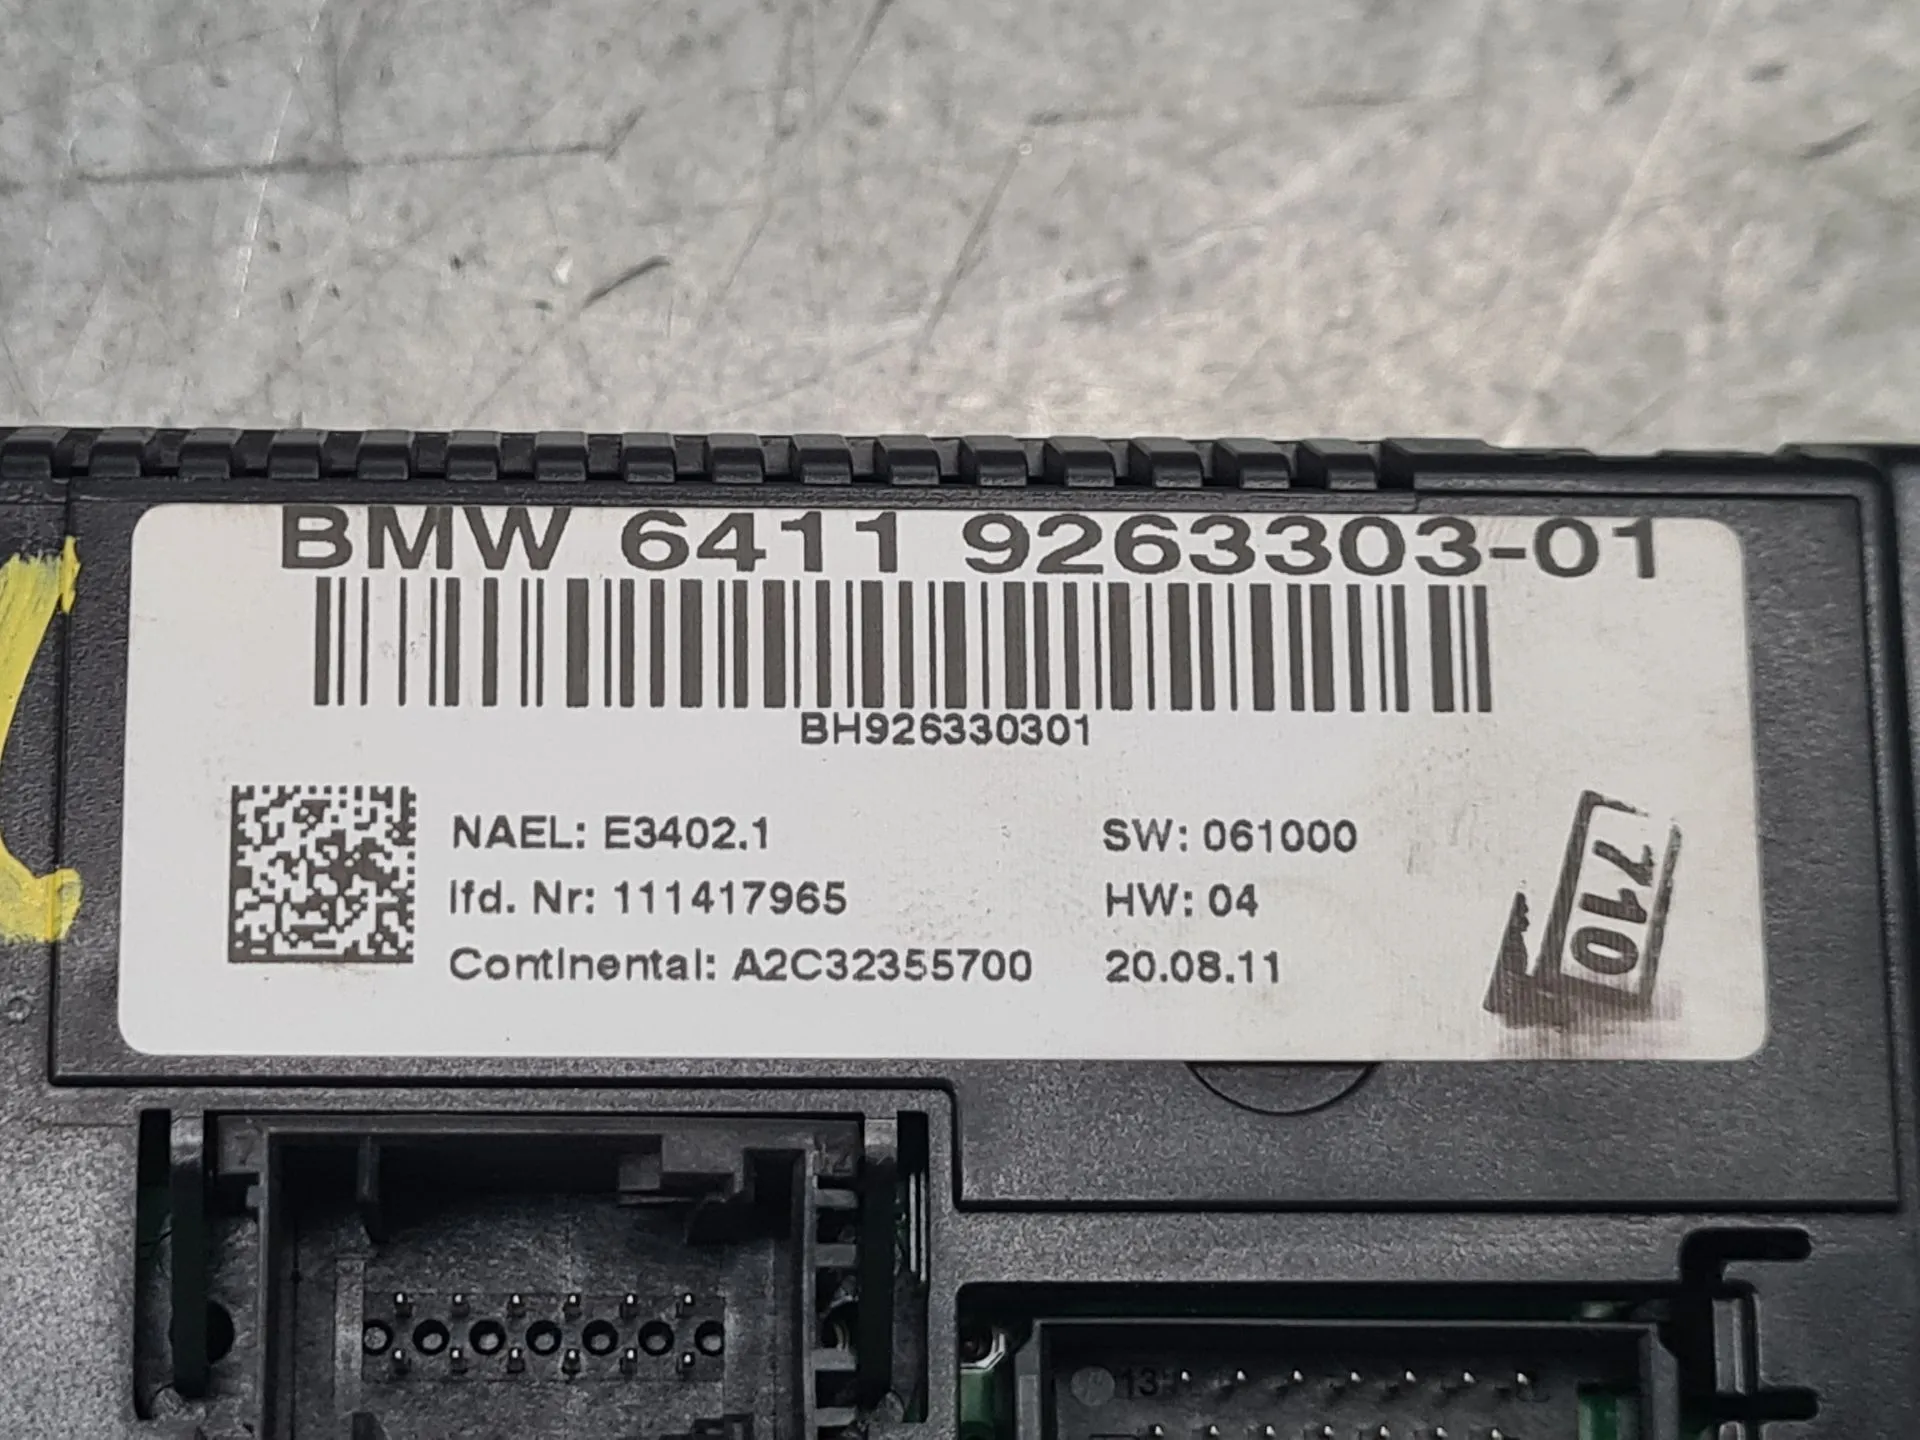 BMW 6411 9263303-01
BH926330301
NAEL: E3402.1
SW: 061000
lfd. Nr: 111417965
HW: 04
Continental: A2C32355700
20.08.11
710
13